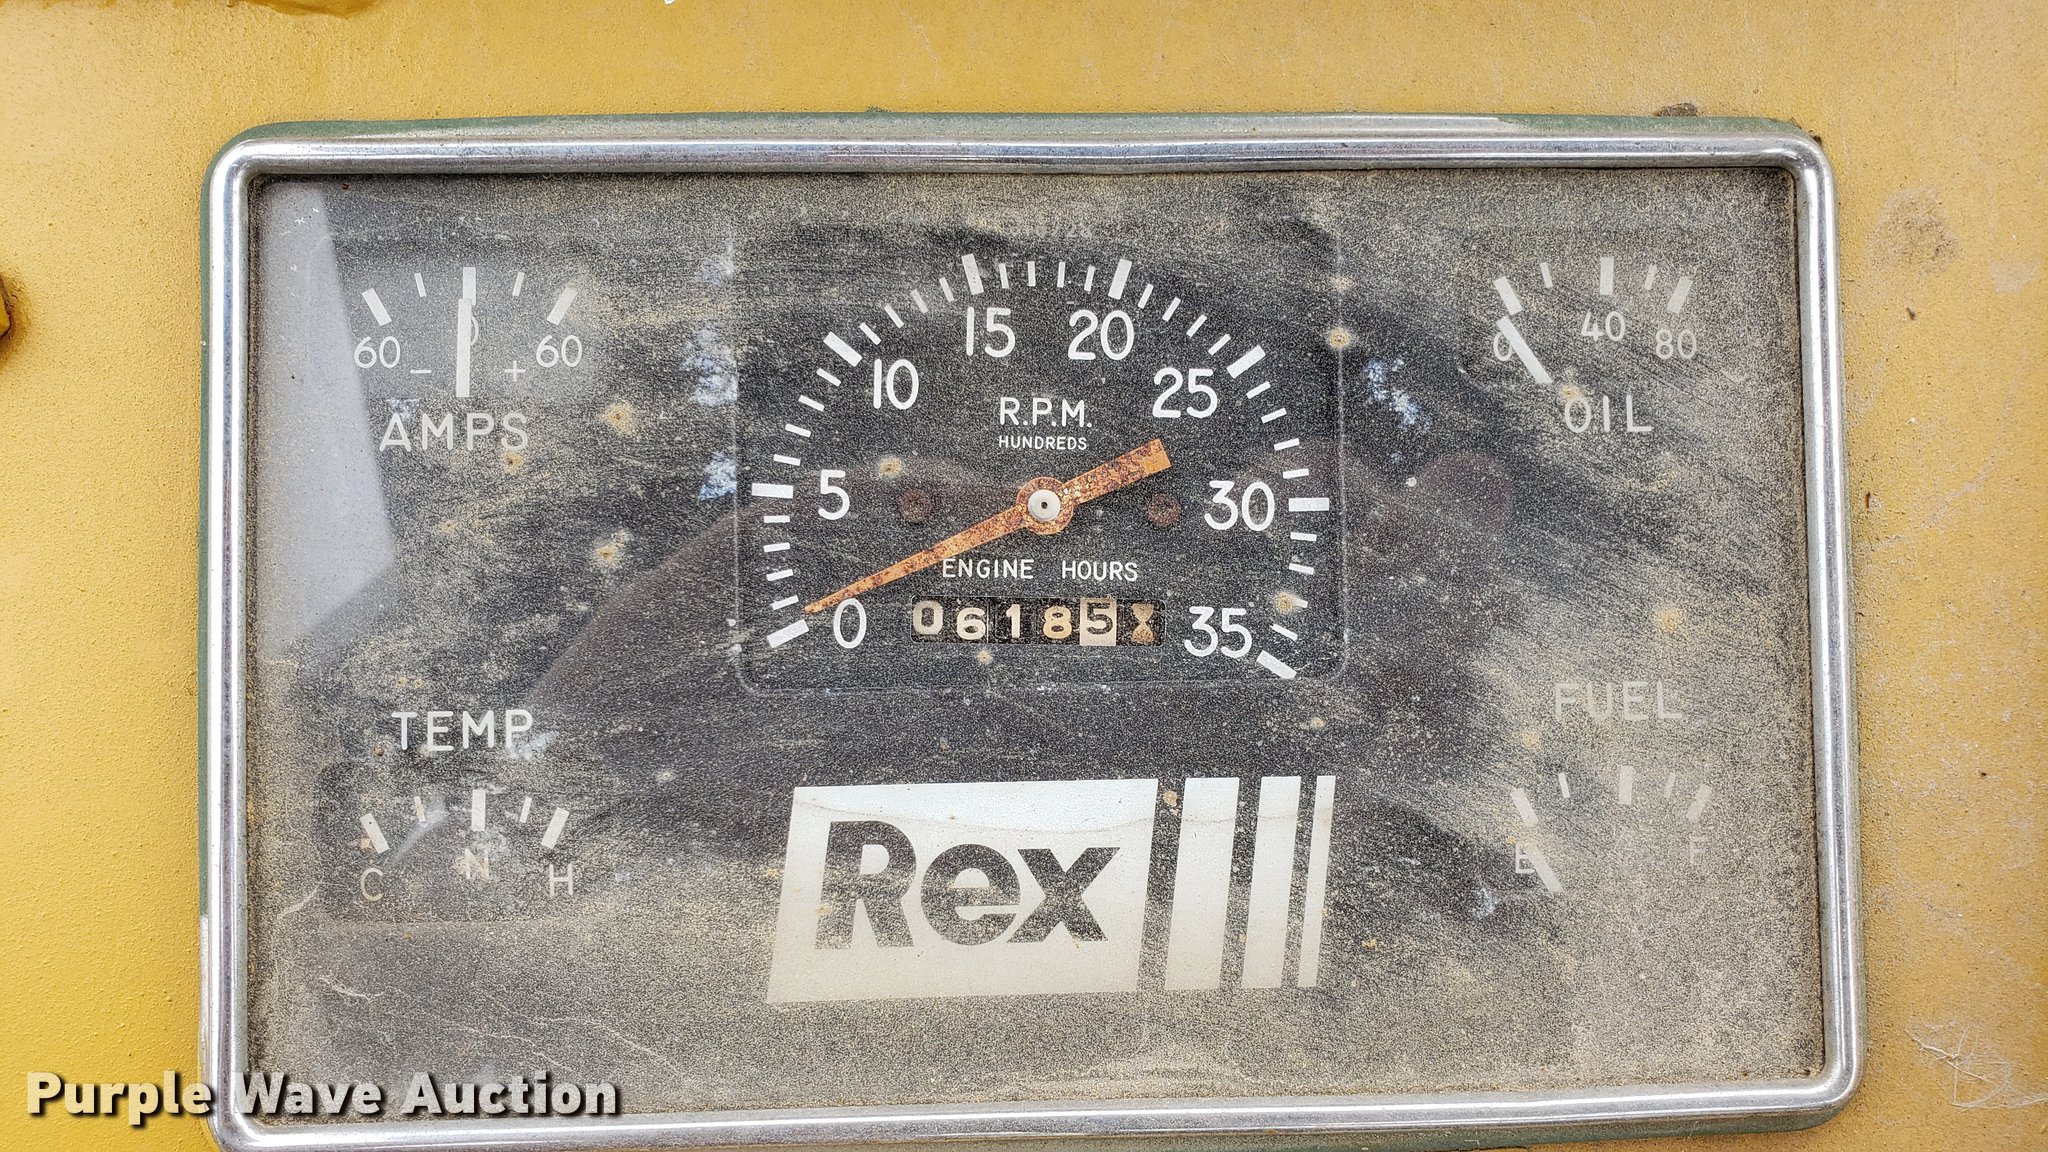 60 - + 60
AMPS
5 10 15 20 25 30
R.P.M.
HUNDREDS
0 40 80
OIL
ENGINE HOURS
0 06185 35
TEMP
C N H
FUEL
E F
Rex
Purple Wave Auction